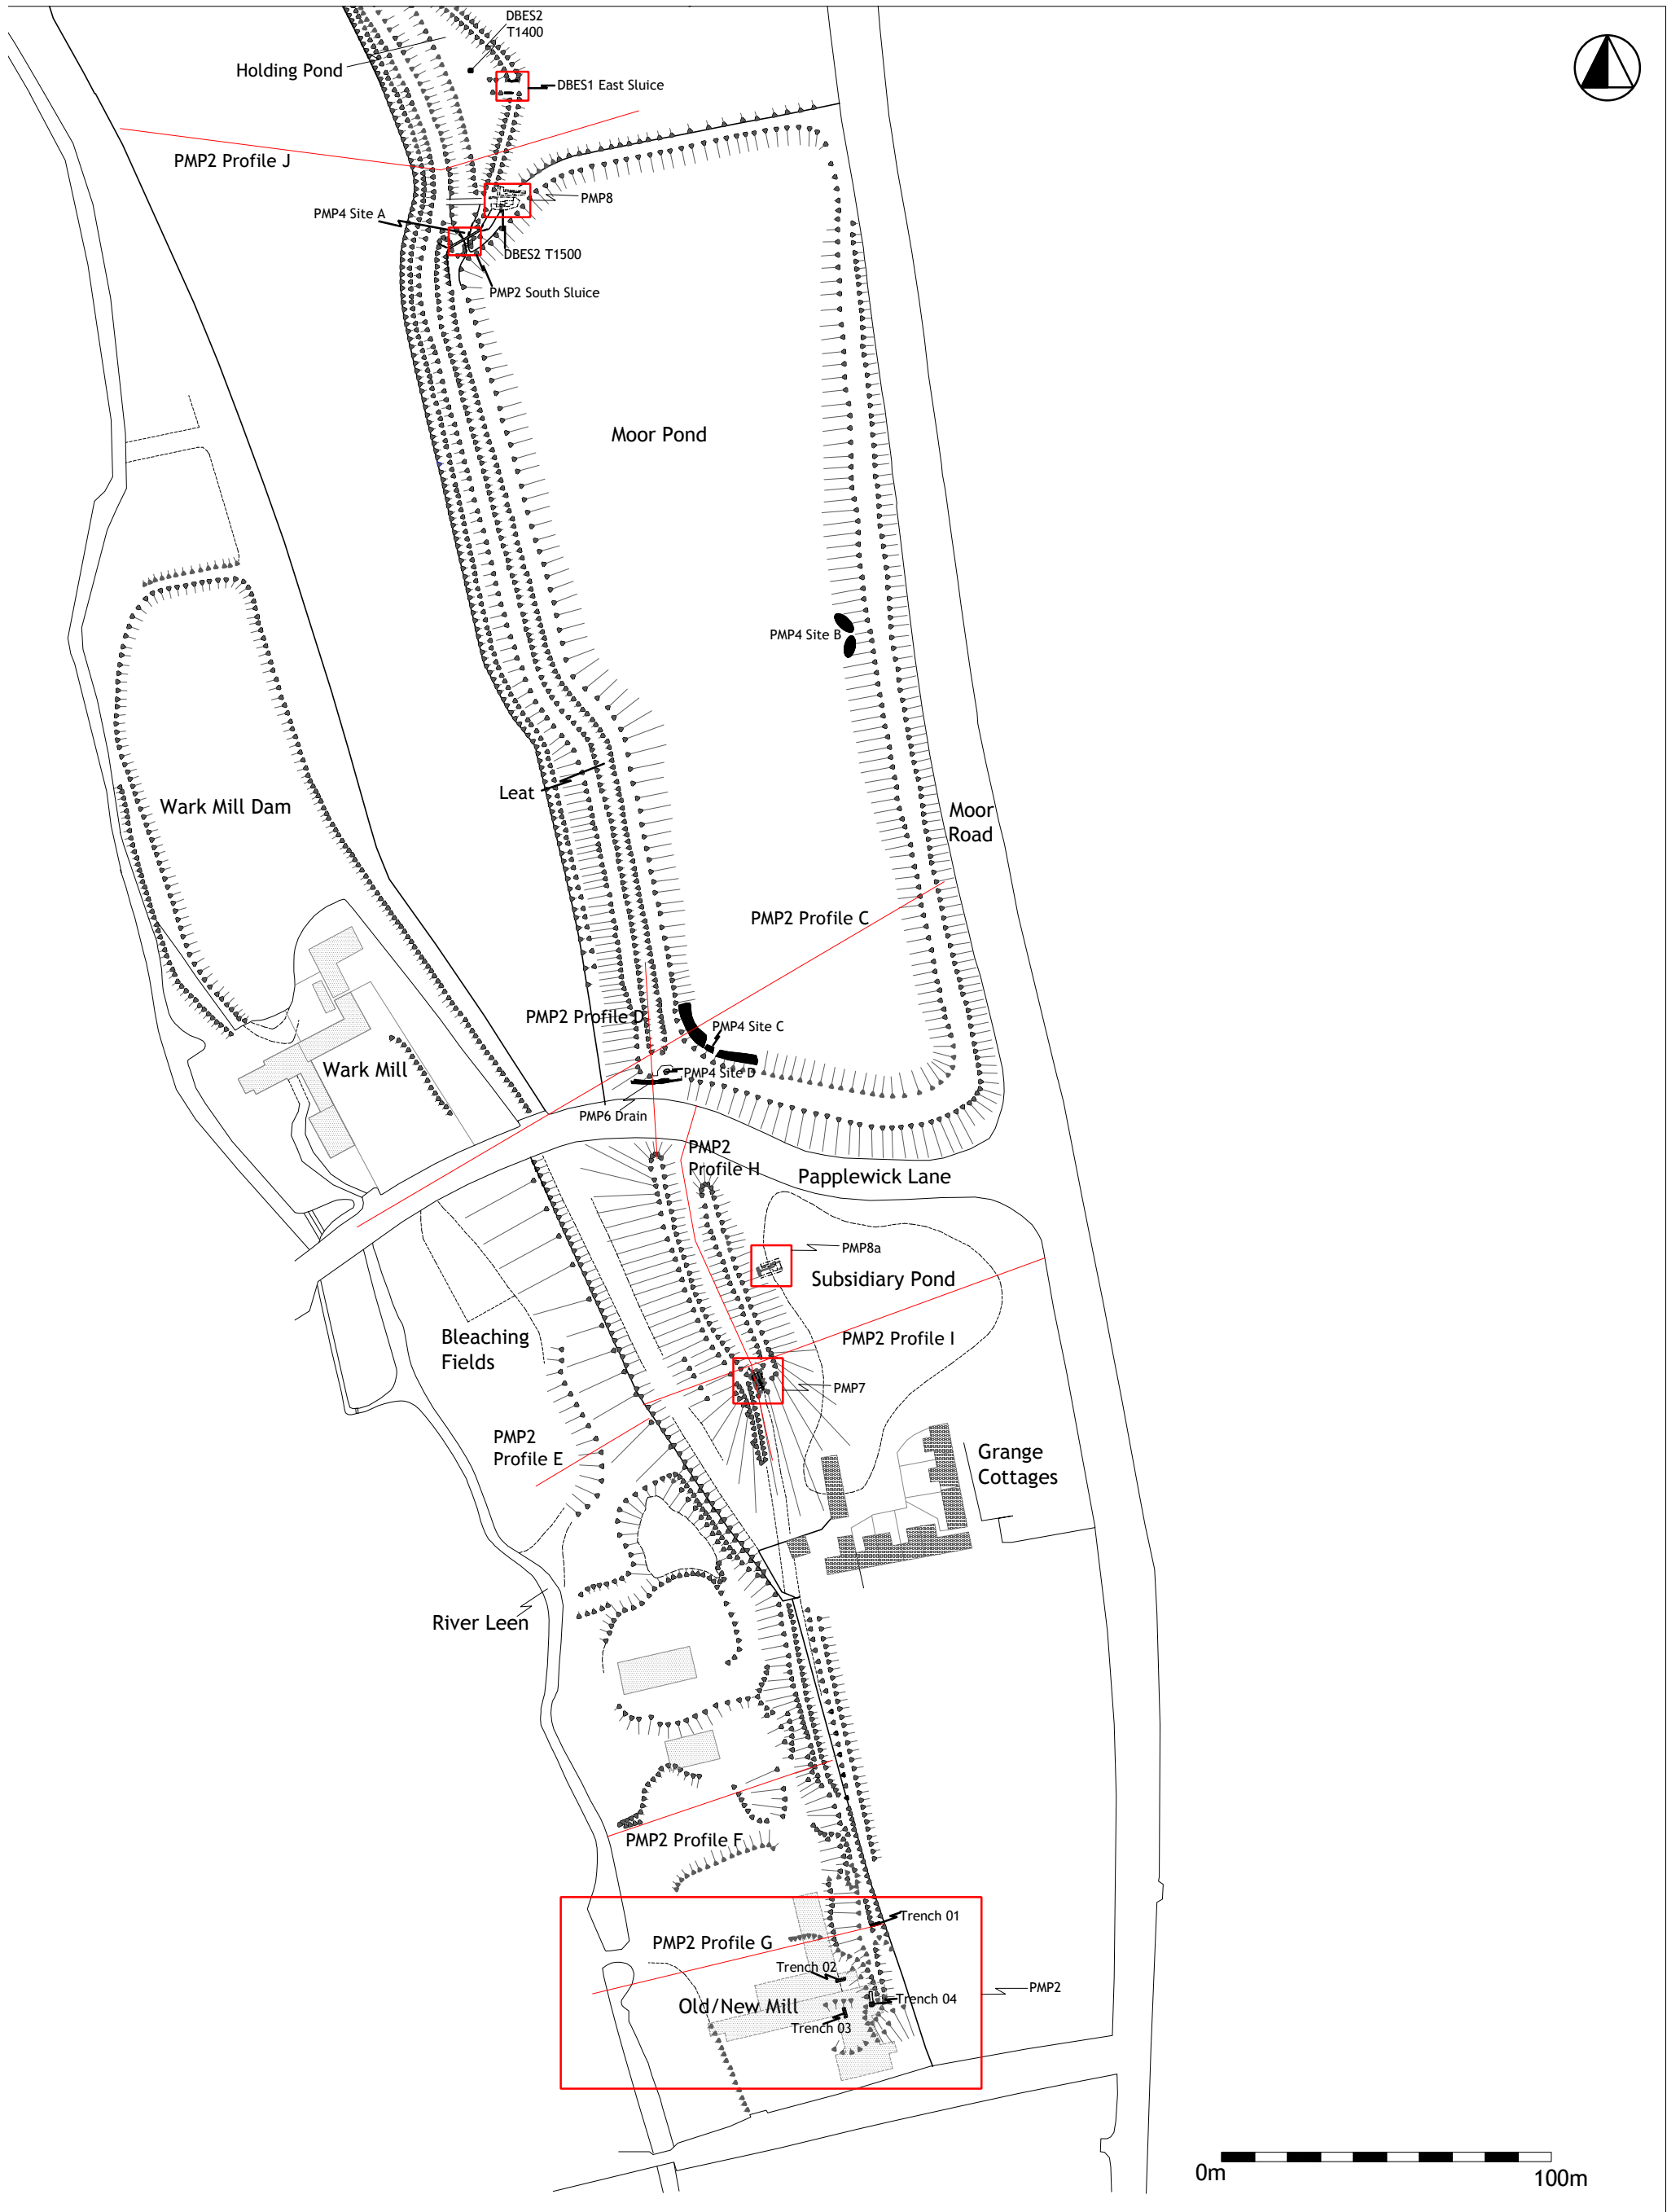 DBES2
T1400
Holding Pond
DBES1 East Sluice
PMP2 Profile J
PMP8
PMP4 Site A
DBES2 T1500
PMP2 South Sluice
Moor Pond
PMP4 Site B
Leat
Wark Mill Dam
Moor
Road
PMP2 Profile C
PMP2 Profile D
PMP4 Site C
Wark Mill
PMP4 Site D
PMP6 Drain
PMP2
Profile H
Papplewick Lane
PMP8a
Subsidiary Pond
Bleaching
Fields
PMP2 Profile I
PMP7
PMP2
Profile E
Grange
Cottages
River Leen
PMP2 Profile F
Trench 01
PMP2 Profile G
Trench 02
PMP2
Old/New Mill
Trench 04
Trench 03
0m
100m